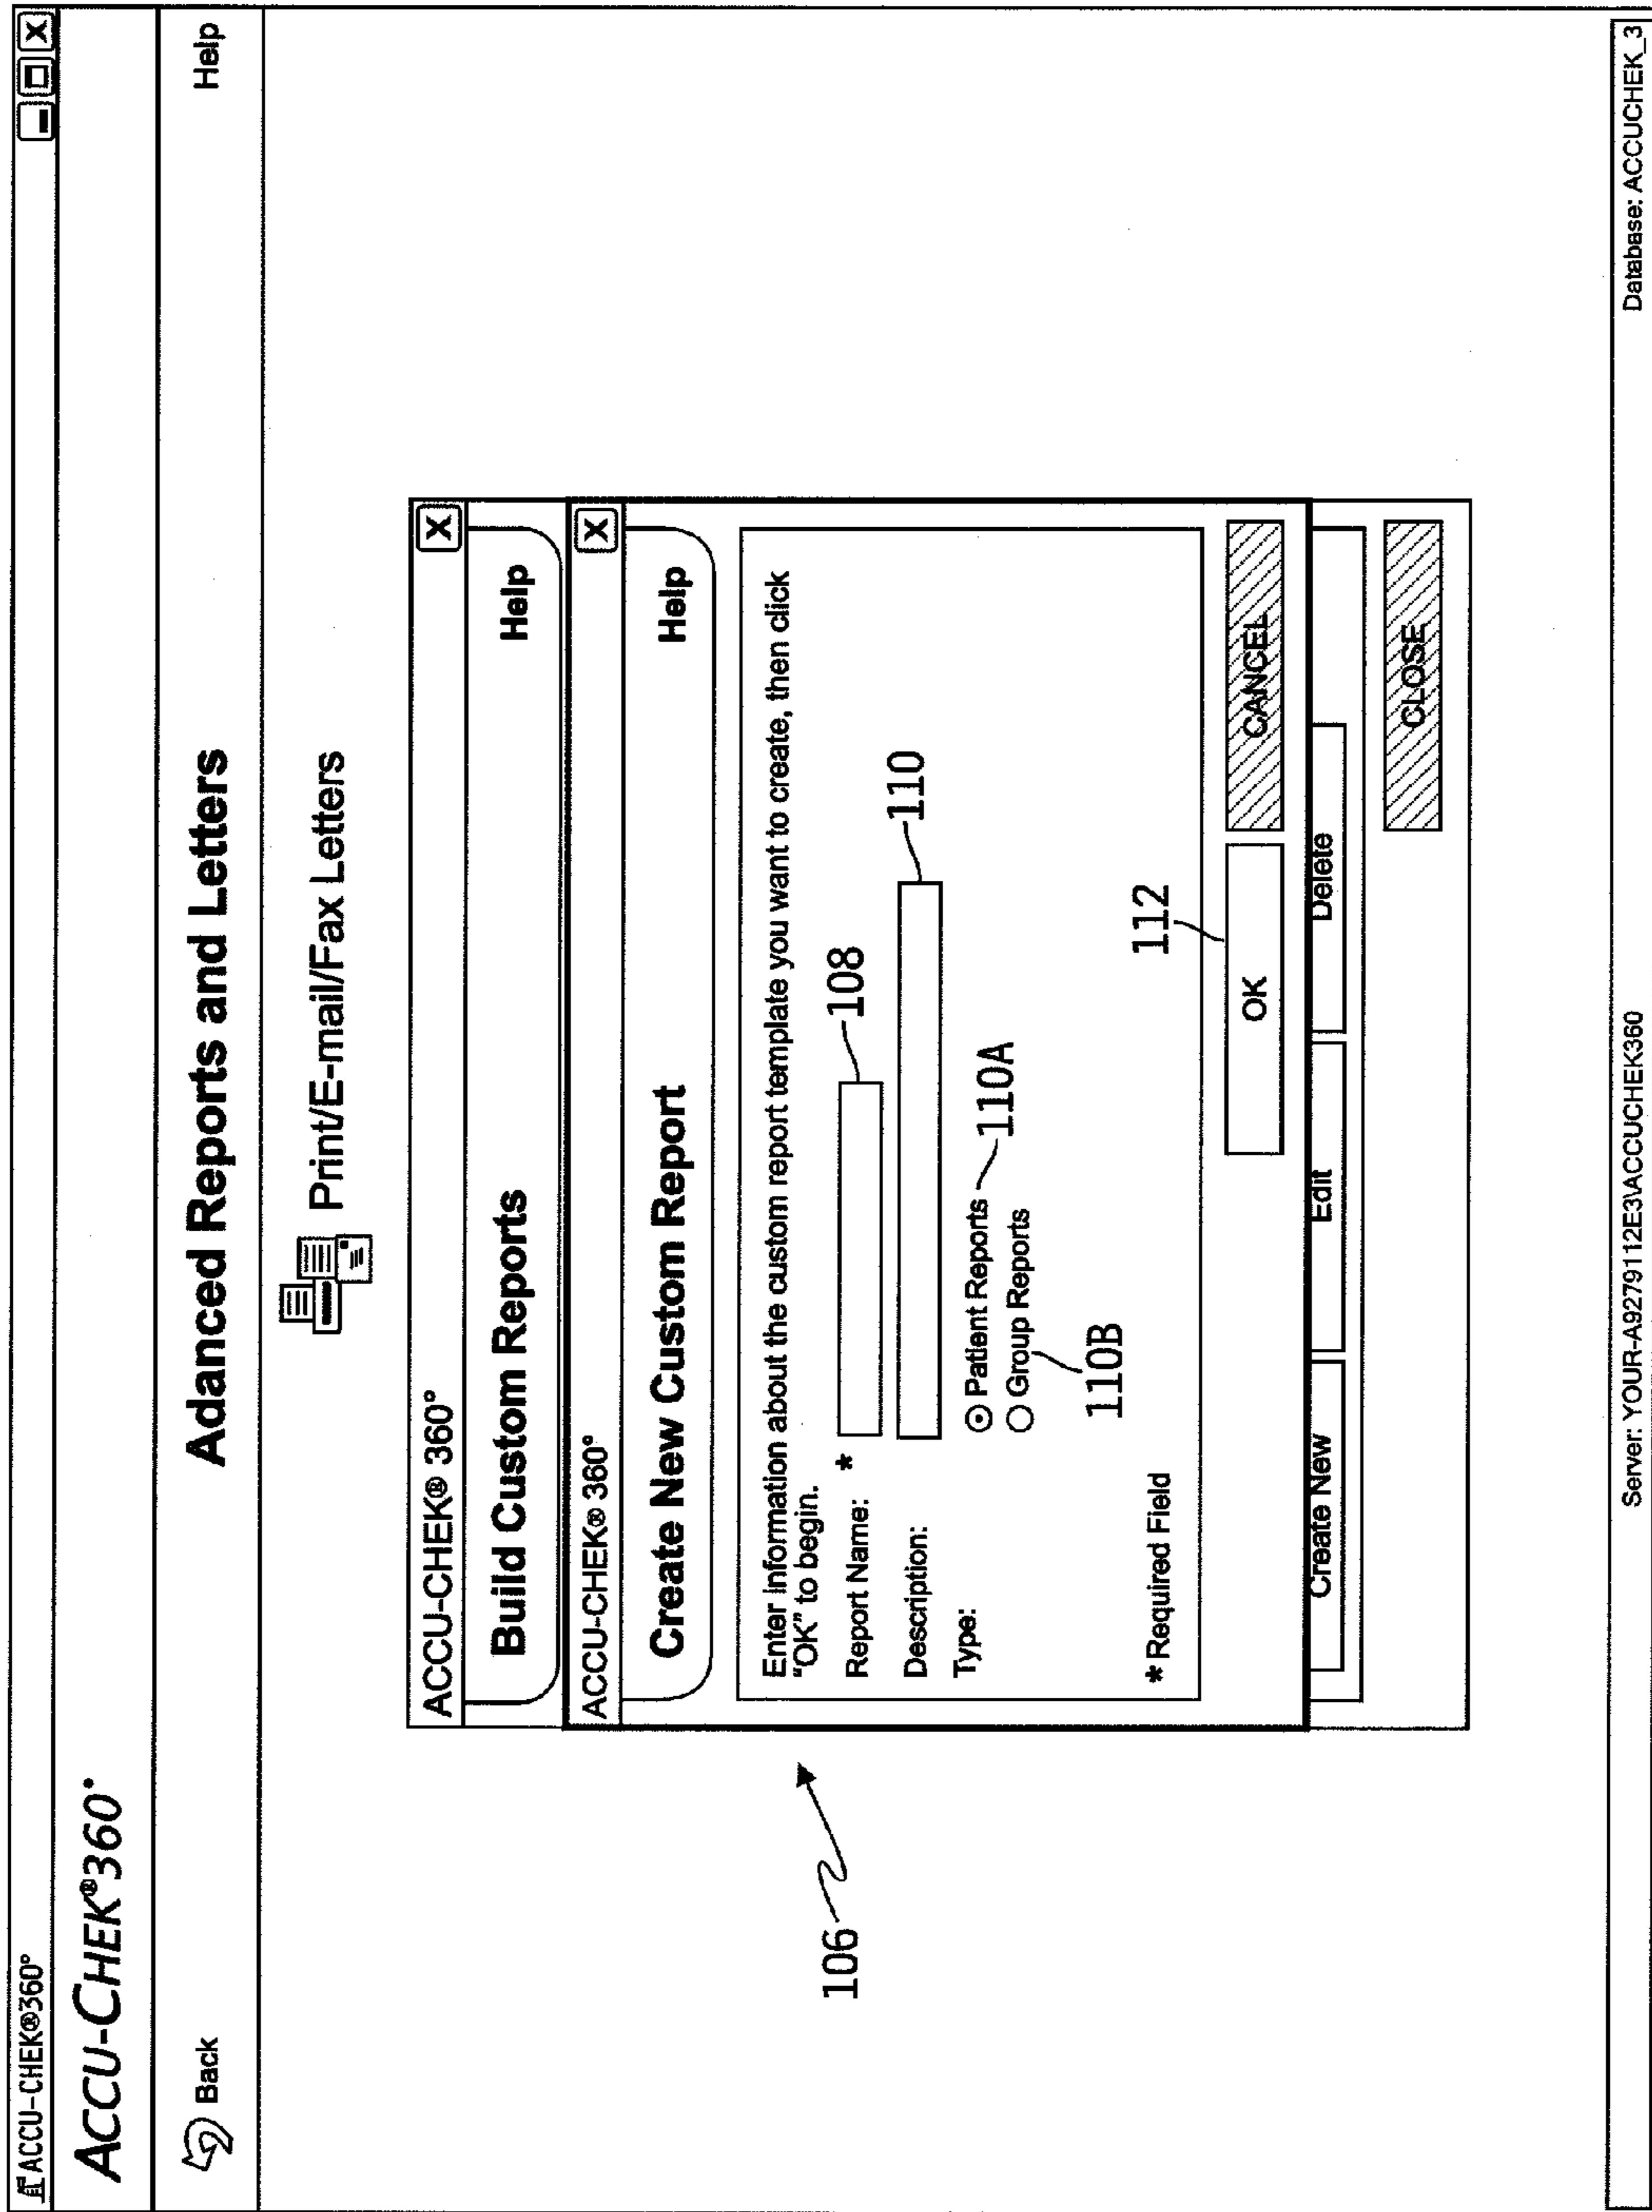 ACCU-CHEK®360°
ACCU-CHEK®360°
Back
Adanced Reports and Letters
Help
Print/E-mail/Fax Letters
ACCU-CHEK® 360°
X
Build Custom Reports
Help
ACCU-CHEK® 360°
X
Create New Custom Report
Help
Enter Information about the custom report template you want to create, then click
"OK" to begin.
Report Name: *
108
Description:
110
Type:
Patient Reports
110A
Group Reports
110B
*Required Field
112
OK
CANCEL
Create New
Edit
Delete
CLOSE
106
Server: YOUR-A9279112E3\ACCUCHEK360
Database: ACCUCHEK_3